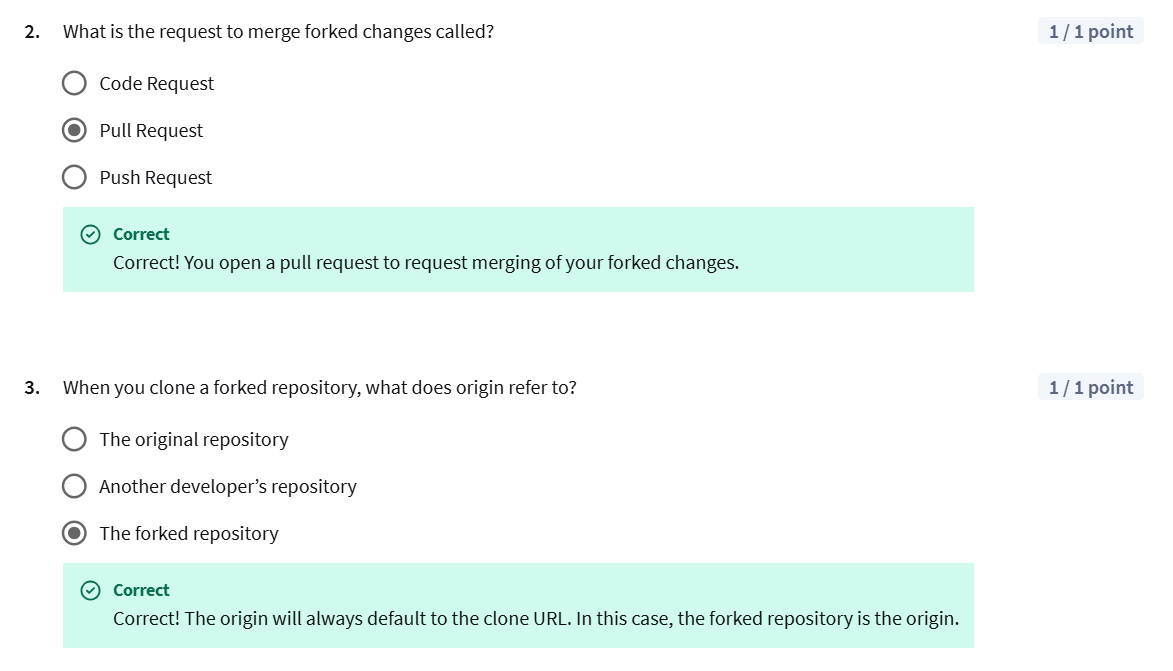 2. What is the request to merge forked changes called? 1 / 1 point
Code Request
Pull Request
Push Request
Correct
Correct! You open a pull request to request merging of your forked changes.
3. When you clone a forked repository, what does origin refer to? 1 / 1 point
The original repository
Another developer’s repository
The forked repository
Correct
Correct! The origin will always default to the clone URL. In this case, the forked repository is the origin.